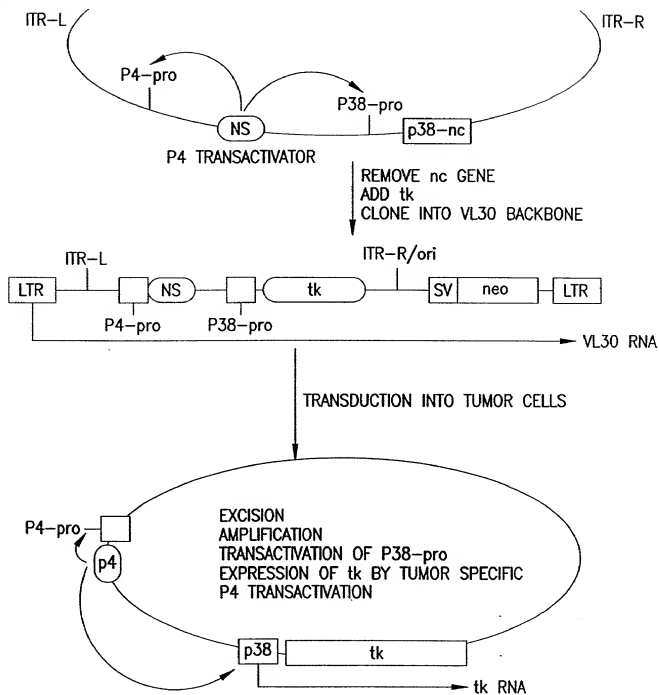 ITR-L
ITR-R
P4-pro
P38-pro
NS
p38-nc
P4 TRANSACTIVATOR
REMOVE nc GENE
ADD tk
CLONE INTO VL30 BACKBONE
ITR-L
ITR-R/ori
LTR
NS
tk
SV
neo
LTR
P4-pro
P38-pro
VL30 RNA
TRANSDUCTION INTO TUMOR CELLS
P4-pro
p4
EXCISION
AMPLIFICATION
TRANSACTIVATION OF P38-pro
EXPRESSION OF tk BY TUMOR SPECIFIC
P4 TRANSACTIVATION
p38
tk
tk RNA